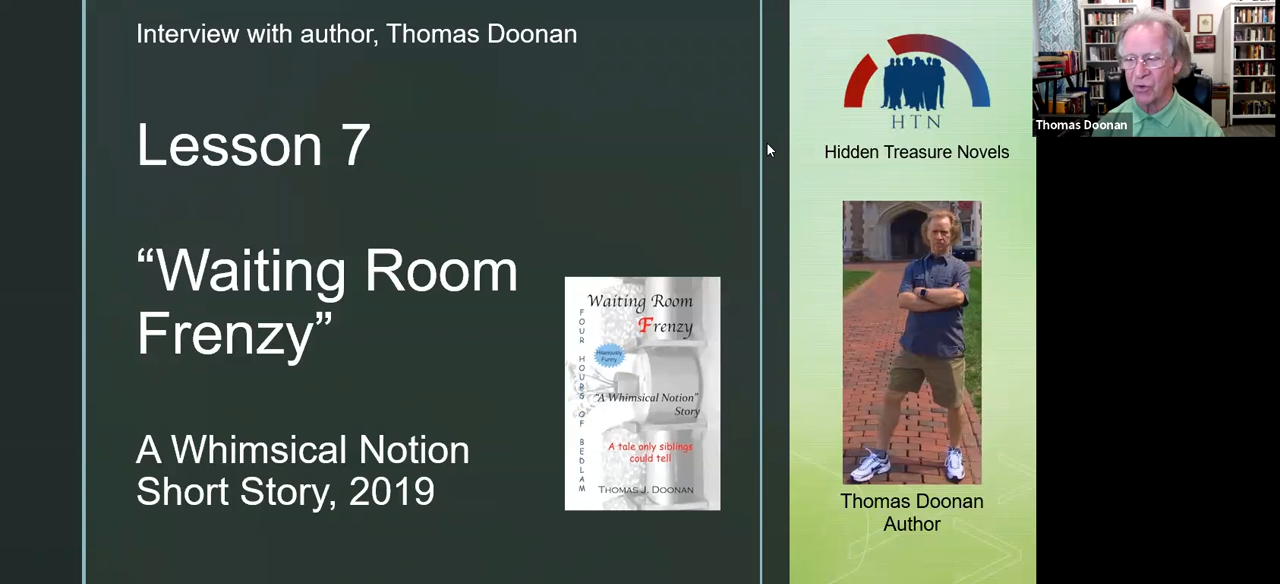 Interview with author, Thomas Doonan
Lesson 7
“Waiting Room
Frenzy”
A Whimsical Notion
Short Story, 2019
Waiting Room
Frenzy
FOUR HOURS OF BEDLAM
Hilariously
Funny
"A Whimsical Notion"
Story
A tale only siblings
could tell
THOMAS J. DOONAN
HTN
Hidden Treasure Novels
Thomas Doonan
Author
Thomas Doonan